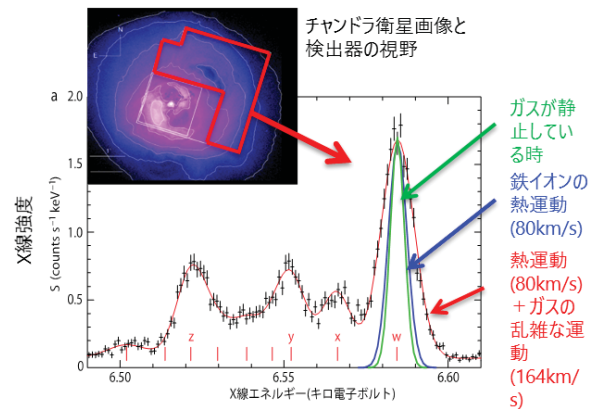 チャンドラ衛星画像と
検出器の視野
N
E
a
2.0
1.5
1.0
0.5
0.0
X線強度
S (counts s⁻¹ keV⁻¹)
z
y
x
w
6.50
6.55
6.60
X線エネルギー(キロ電子ボルト)
ガスが静
止してい
る時
鉄イオンの
熱運動
(80km/s)
熱運動
(80km/s)
＋ガスの
乱雑な運
動
(164km/
s)